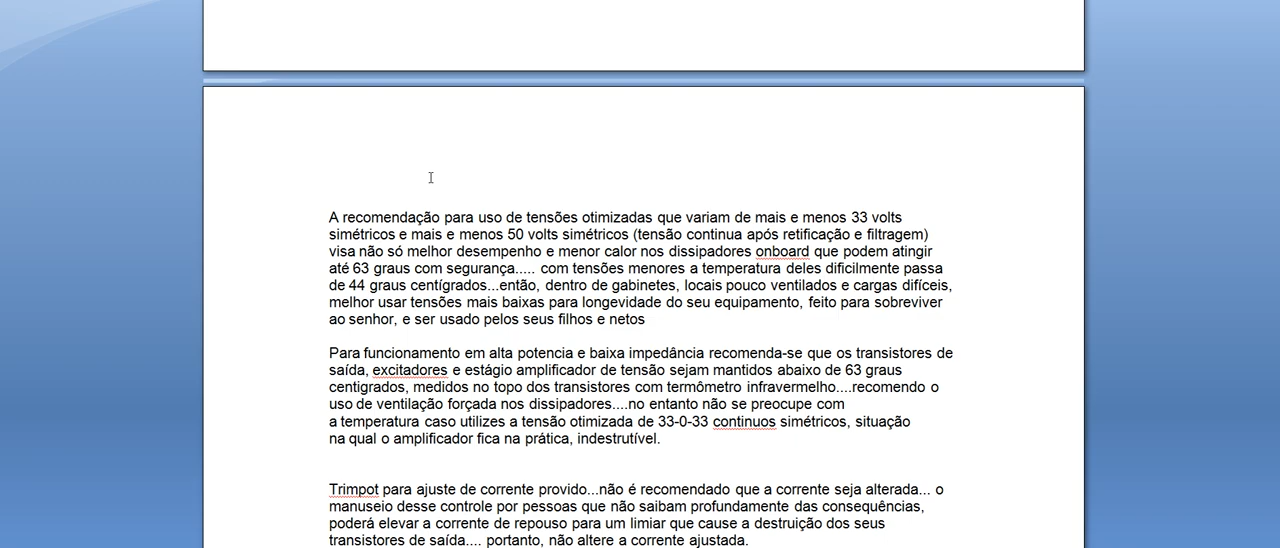 A recomendação para uso de tensões otimizadas que variam de mais e menos 33 volts
simétricos e mais e menos 50 volts simétricos (tensão continua após retificação e filtragem)
visa não só melhor desempenho e menor calor nos dissipadores onboard que podem atingir
até 63 graus com segurança..... com tensões menores a temperatura deles dificilmente passa
de 44 graus centígrados...então, dentro de gabinetes, locais pouco ventilados e cargas difíceis,
melhor usar tensões mais baixas para longevidade do seu equipamento, feito para sobreviver
ao senhor, e ser usado pelos seus filhos e netos
Para funcionamento em alta potencia e baixa impedância recomenda-se que os transistores de
saída, excitadores e estágio amplificador de tensão sejam mantidos abaixo de 63 graus
centigrados, medidos no topo dos transistores com termômetro infravermelho....recomendo o
uso de ventilação forçada nos dissipadores....no entanto não se preocupe com
a temperatura caso utilizes a tensão otimizada de 33-0-33 continuos simétricos, situação
na qual o amplificador fica na prática, indestrutível.
Trimpot para ajuste de corrente provido...não é recomendado que a corrente seja alterada... o
manuseio desse controle por pessoas que não saibam profundamente das consequências,
poderá elevar a corrente de repouso para um limiar que cause a destruição dos seus
transistores de saída.... portanto, não altere a corrente ajustada.